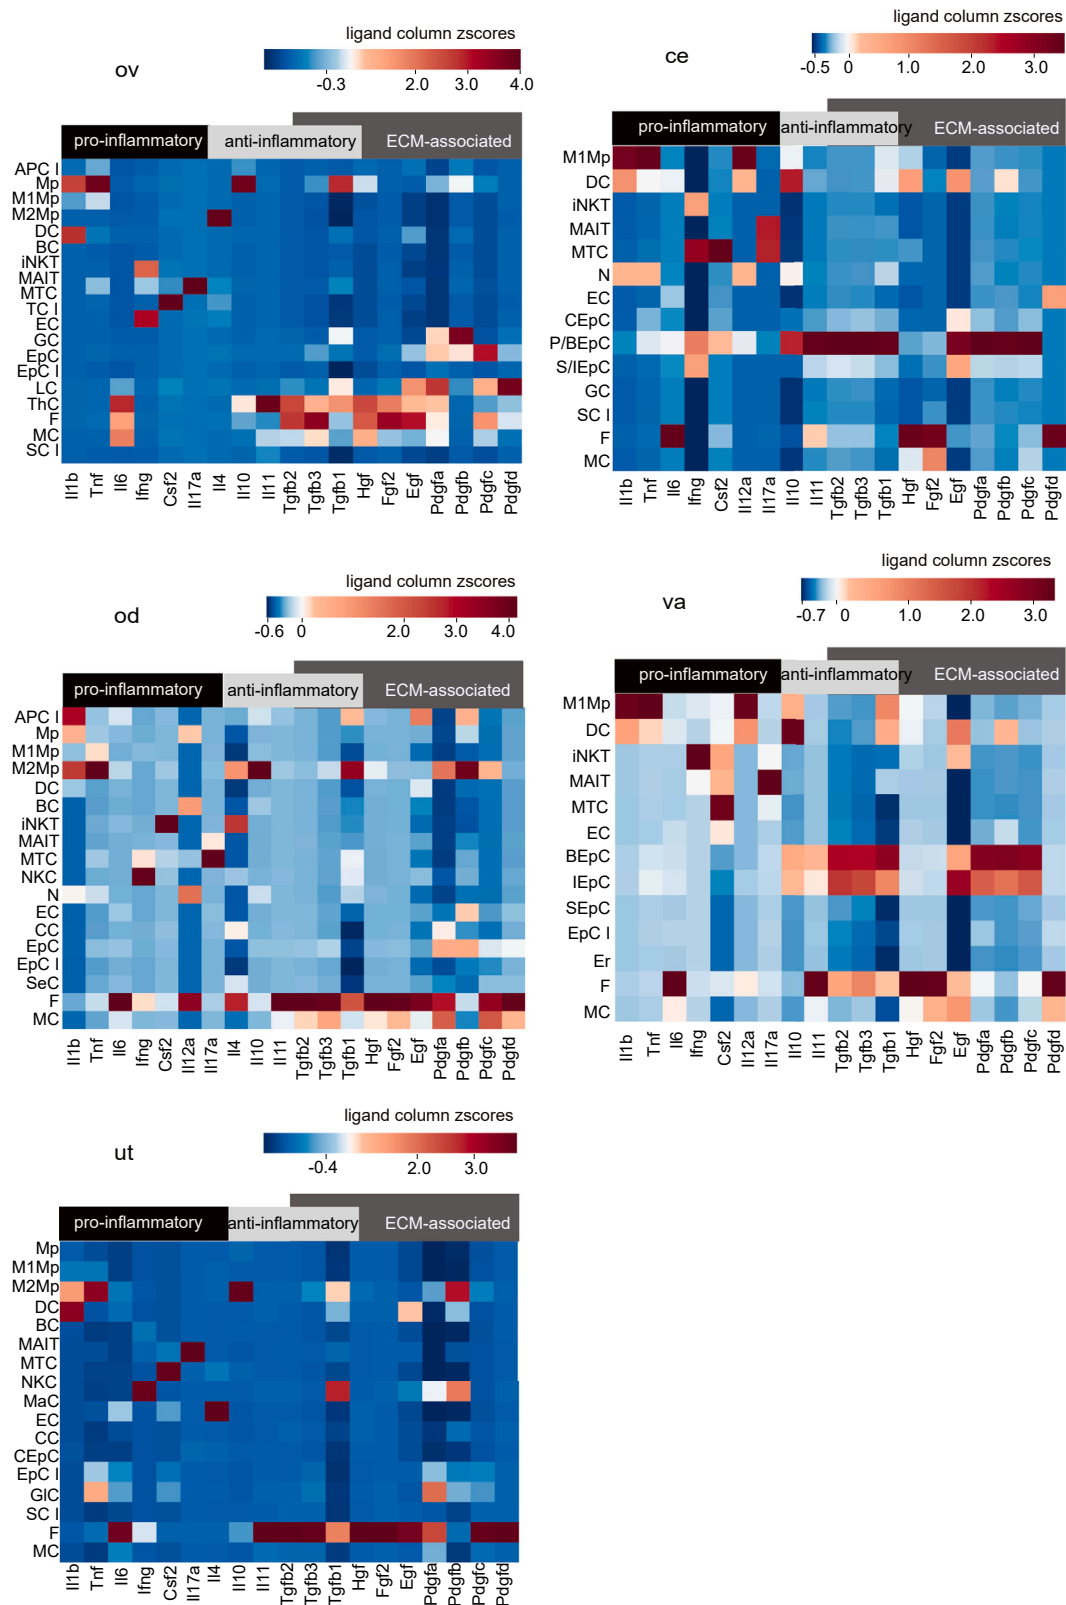 ov
ligand column zscores
-0.3 2.0 3.0 4.0
pro-inflammatory anti-inflammatory ECM-associated
APC I
Mp
M1Mp
M2Mp
DC
BC
iNKT
MAIT
MTC
TC I
EC
GC
EpC
EpC I
LC
ThC
F
MC
SC I
Il1b Tnf Il6 Ifng Csf2 Il17a Il4 Il10 Il11 Tgfb2 Tgfb3 Tgfb1 Hgf Fgf2 Egf Pdgfa Pdgfb Pdgfc Pdgfd
ce
ligand column zscores
-0.5 0 1.0 2.0 3.0
pro-inflammatory anti-inflammatory ECM-associated
M1Mp
DC
iNKT
MAIT
MTC
N
EC
CEpC
P/BEpC
S/IEpC
GC
SC I
F
MC
Il1b Tnf Il6 Ifng Csf2 Il12a Il17a Il10 Il11 Tgfb2 Tgfb3 Tgfb1 Hgf Fgf2 Egf Pdgfa Pdgfb Pdgfc Pdgfd
od
ligand column zscores
-0.6 0 2.0 3.0 4.0
pro-inflammatory anti-inflammatory ECM-associated
APC I
Mp
M1Mp
M2Mp
DC
BC
iNKT
MAIT
MTC
NKC
N
EC
CC
EpC
EpC I
SeC
F
MC
Il1b Tnf Il6 Ifng Csf2 Il12a Il17a Il4 Il10 Il11 Tgfb2 Tgfb3 Tgfb1 Hgf Fgf2 Egf Pdgfa Pdgfb Pdgfc Pdgfd
va
ligand column zscores
-0.7 0 1.0 2.0 3.0
pro-inflammatory anti-inflammatory ECM-associated
M1Mp
DC
iNKT
MAIT
MTC
EC
BEpC
IEpC
SEpC
EpC I
Er
F
MC
Il1b Tnf Il6 Ifng Csf2 Il12a Il17a Il10 Il11 Tgfb2 Tgfb3 Tgfb1 Hgf Fgf2 Egf Pdgfa Pdgfb Pdgfc Pdgfd
ut
ligand column zscores
-0.4 2.0 3.0
pro-inflammatory anti-inflammatory ECM-associated
Mp
M1Mp
M2Mp
DC
BC
MAIT
MTC
NKC
MaC
EC
CC
CEpC
EpC I
GlC
SC I
F
MC
Il1b Tnf Il6 Ifng Csf2 Il17a Il4 Il10 Il11 Tgfb2 Tgfb3 Tgfb1 Hgf Fgf2 Egf Pdgfa Pdgfb Pdgfc Pdgfd